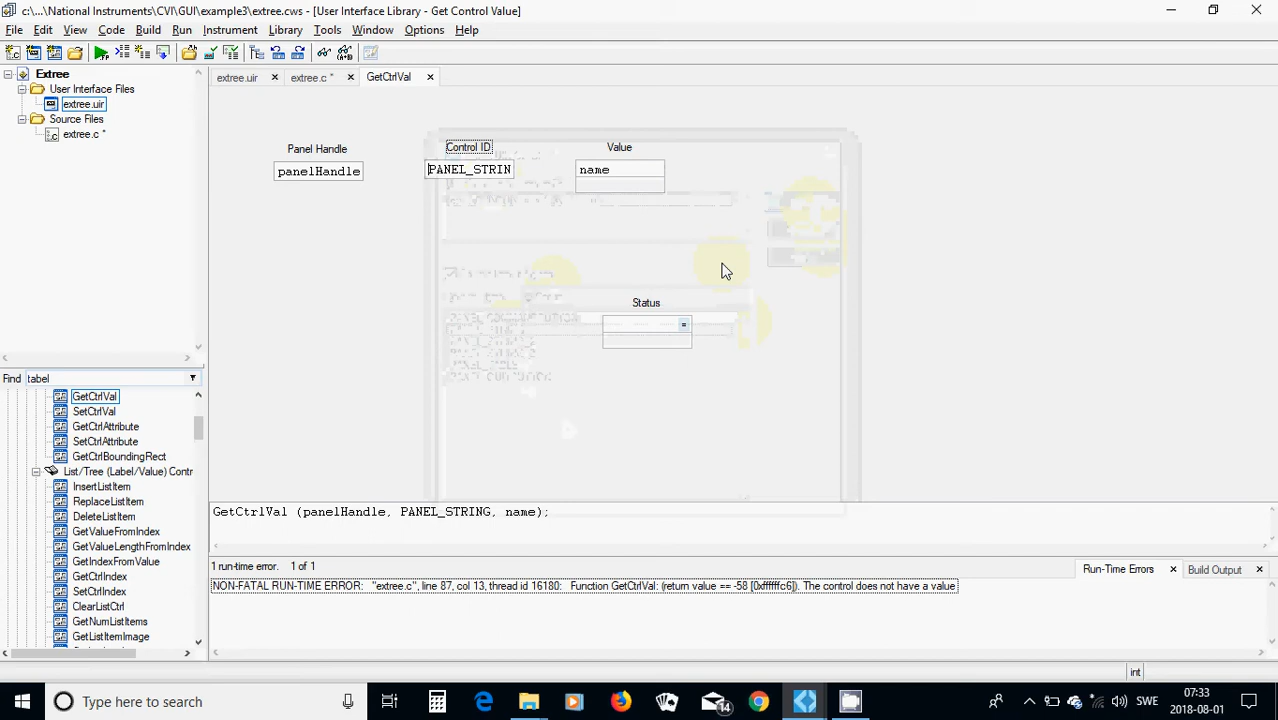 c:\...\National Instruments\CVI\GUI\example3\extree.cws - [User Interface Library - Get Control Value]
File Edit View Code Build Run Instrument Library Tools Window Options Help
Extree
User Interface Files
extree.uir
Source Files
extree.c *
extree.uir
extree.c *
GetCtrlVal
Panel Handle
Control ID
Value
panelHandle
PANEL_STRIN
name
Status
Find
tabel
GetCtrlVal
SetCtrlVal
GetCtrlAttribute
SetCtrlAttribute
GetCtrlBoundingRect
List/Tree (Label/Value) Contr
InsertListItem
ReplaceListItem
DeleteListItem
GetValueFromIndex
GetValueLengthFromIndex
GetIndexFromValue
GetCtrlIndex
SetCtrlIndex
ClearListCtrl
GetNumListItems
GetListItemImage
GetCtrlVal (panelHandle, PANEL_STRING, name);
1 run-time error. 1 of 1
Run-Time Errors
Build Output
NON-FATAL RUN-TIME ERROR: "extree.c", line 87, col 13, thread id 16180: Function GetCtrlVal: (return value == -58 [0xffffffc6]). The control does not have a value
int
Type here to search
14
SWE
07:33
2018-08-01